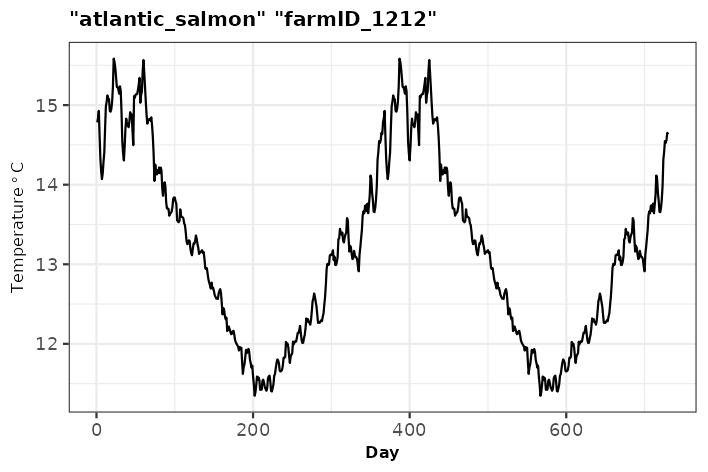 "atlantic_salmon" "farmID_1212"
Temperature ° C
15
14
13
12
0 200 400 600
Day